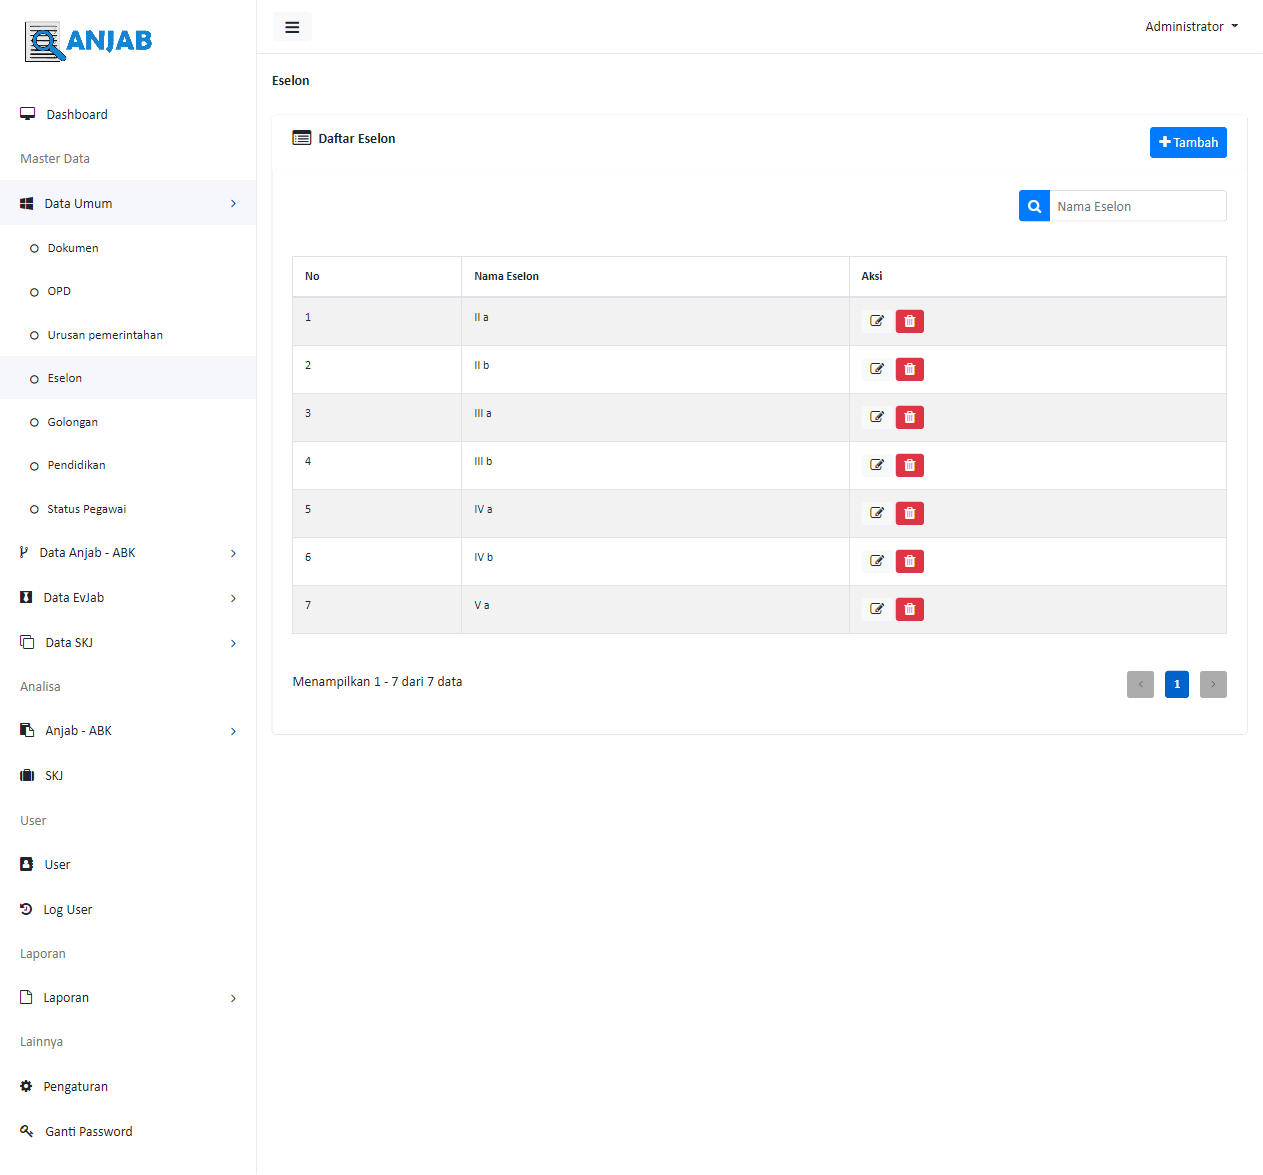 ANJAB
Dashboard
Master Data
Data Umum
Dokumen
OPD
Urusan pemerintahan
Eselon
Golongan
Pendidikan
Status Pegawai
Data Anjab - ABK
Data EvJab
Data SKJ
Analisa
Anjab - ABK
SKJ
User
User
Log User
Laporan
Laporan
Lainnya
Pengaturan
Ganti Password
Administrator
Eselon
Daftar Eselon
Tambah
Nama Eselon
No Nama Eselon Aksi
1 II a
2 II b
3 III a
4 III b
5 IV a
6 IV b
7 V a
Menampilkan 1 - 7 dari 7 data
‹ 1 ›